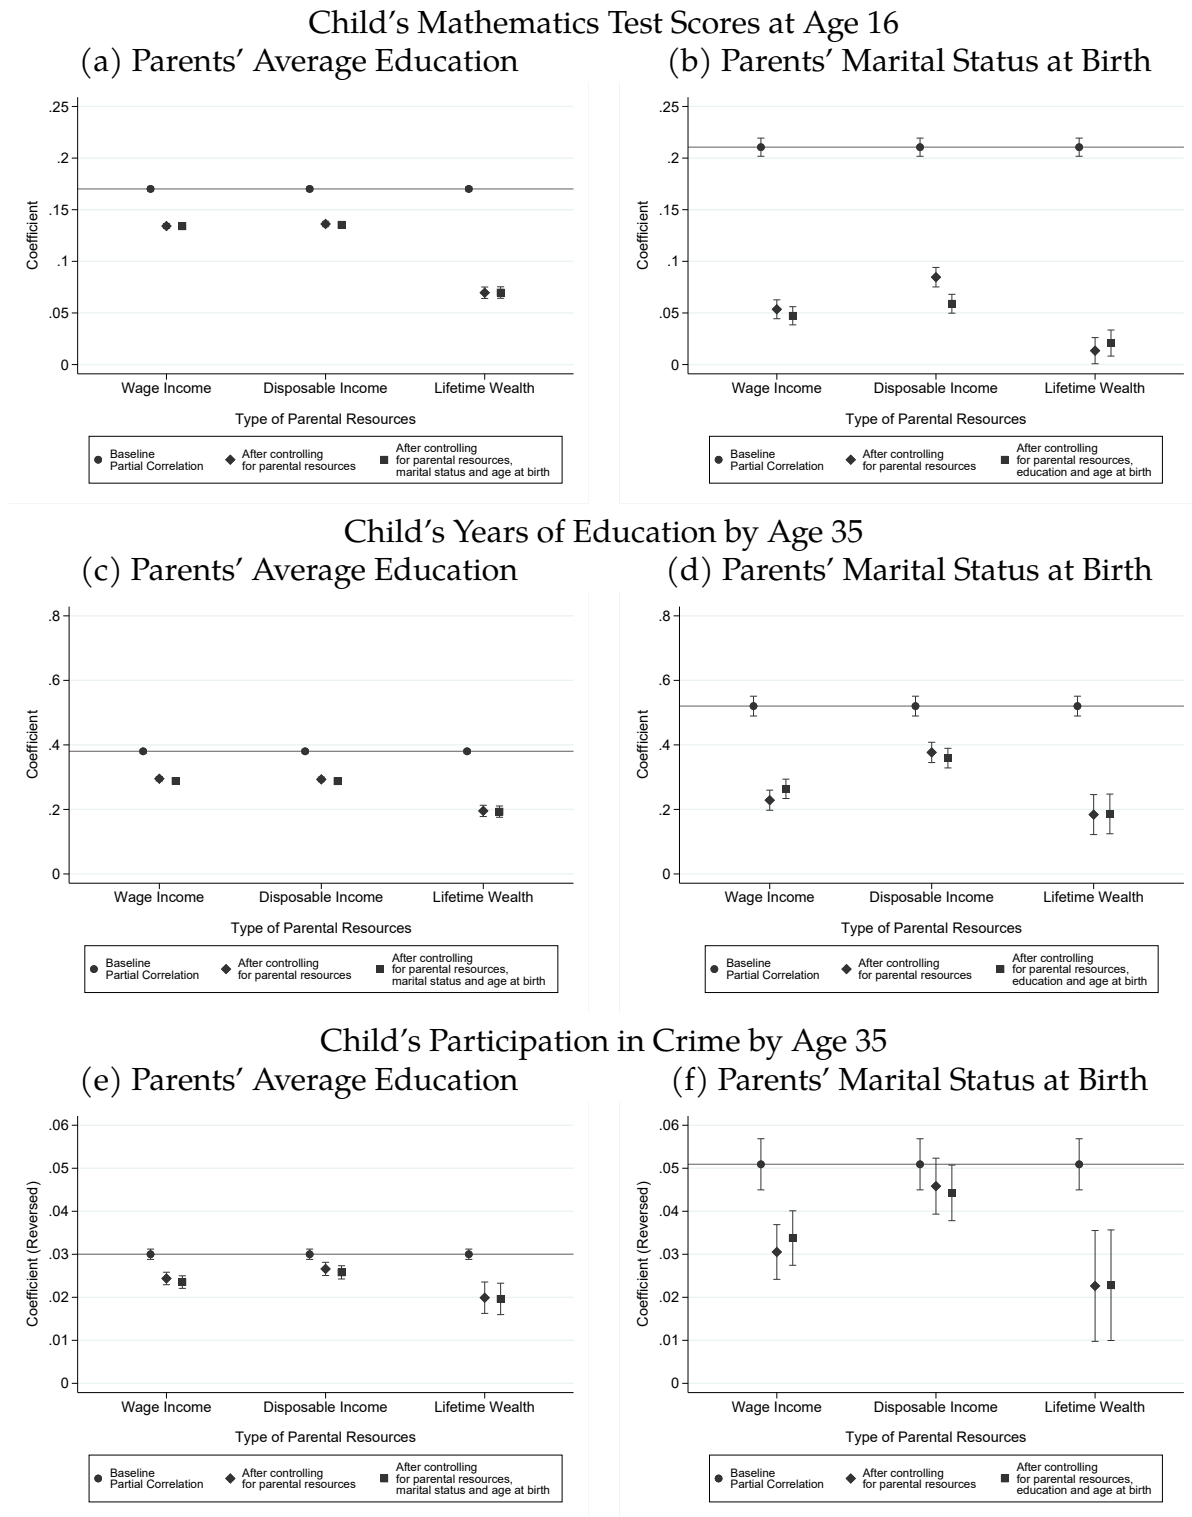 Child's Mathematics Test Scores at Age 16
(a) Parents' Average Education
.25
.2
.15
.1
.05
0
Coefficient
Wage Income Disposable Income Lifetime Wealth
Type of Parental Resources
Baseline
Partial Correlation
After controlling
for parental resources
After controlling
for parental resources,
marital status and age at birth
(b) Parents' Marital Status at Birth
.25
.2
.15
.1
.05
0
Coefficient
Wage Income Disposable Income Lifetime Wealth
Type of Parental Resources
Baseline
Partial Correlation
After controlling
for parental resources
After controlling
for parental resources,
education and age at birth
Child's Years of Education by Age 35
(c) Parents' Average Education
.8
.6
.4
.2
0
Coefficient
Wage Income Disposable Income Lifetime Wealth
Type of Parental Resources
Baseline
Partial Correlation
After controlling
for parental resources
After controlling
for parental resources,
marital status and age at birth
(d) Parents' Marital Status at Birth
.8
.6
.4
.2
0
Coefficient
Wage Income Disposable Income Lifetime Wealth
Type of Parental Resources
Baseline
Partial Correlation
After controlling
for parental resources
After controlling
for parental resources,
education and age at birth
Child's Participation in Crime by Age 35
(e) Parents' Average Education
.06
.05
.04
.03
.02
.01
0
Coefficient (Reversed)
Wage Income Disposable Income Lifetime Wealth
Type of Parental Resources
Baseline
Partial Correlation
After controlling
for parental resources
After controlling
for parental resources,
marital status and age at birth
(f) Parents' Marital Status at Birth
.06
.05
.04
.03
.02
.01
0
Coefficient (Reversed)
Wage Income Disposable Income Lifetime Wealth
Type of Parental Resources
Baseline
Partial Correlation
After controlling
for parental resources
After controlling
for parental resources,
education and age at birth